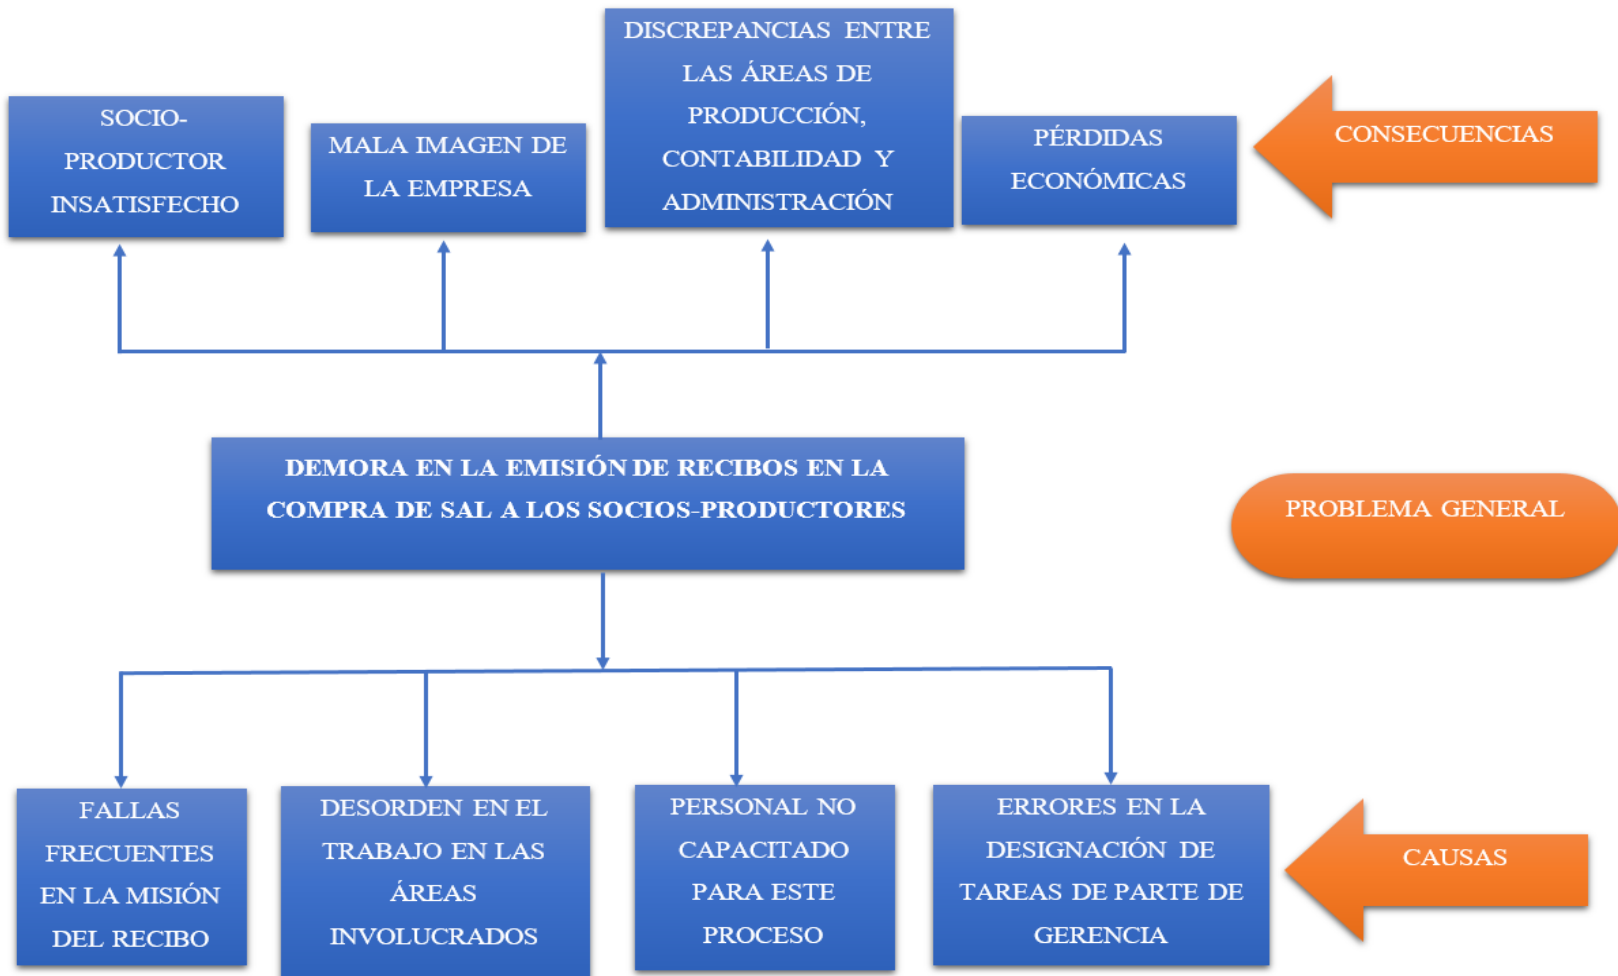 SOCIO-
PRODUCTOR
INSATISFECHO
MALA IMAGEN DE
LA EMPRESA
DISCREPANCIAS ENTRE
LAS ÁREAS DE
PRODUCCIÓN,
CONTABILIDAD Y
ADMINISTRACIÓN
PÉRDIDAS
ECONÓMICAS
CONSECUENCIAS
DEMORA EN LA EMISIÓN DE RECIBOS EN LA
COMPRA DE SAL A LOS SOCIOS-PRODUCTORES
PROBLEMA GENERAL
FALLAS
FRECUENTES
EN LA MISIÓN
DEL RECIBO
DESORDEN EN EL
TRABAJO EN LAS
ÁREAS
INVOLUCRADOS
PERSONAL NO
CAPACITADO
PARA ESTE
PROCESO
ERRORES EN LA
DESIGNACIÓN DE
TAREAS DE PARTE DE
GERENCIA
CAUSAS